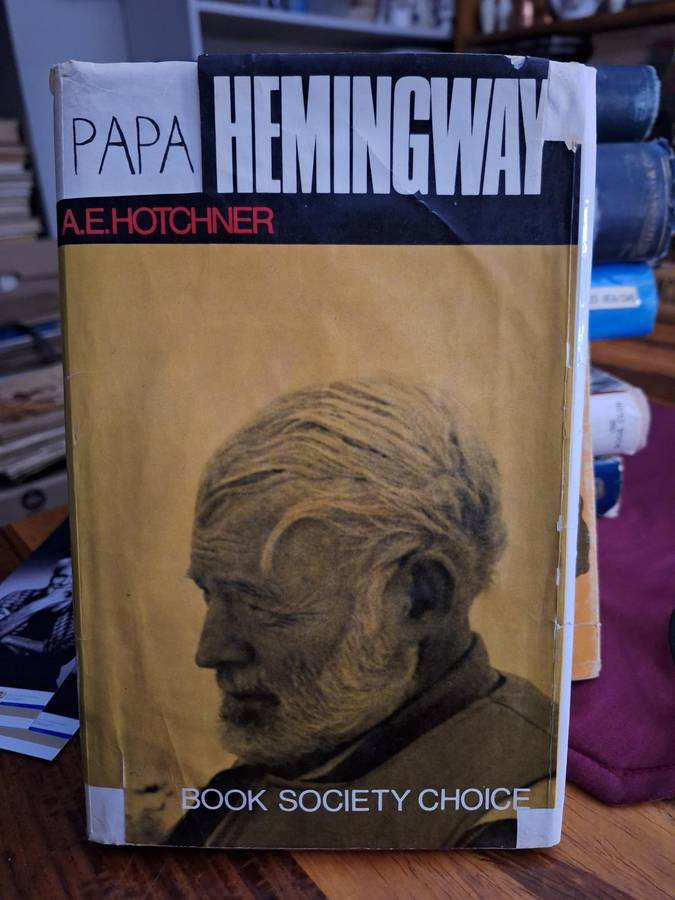 PAPA HEMINGWAY
A.E.HOTCHNER
BOOK SOCIETY CHOICE